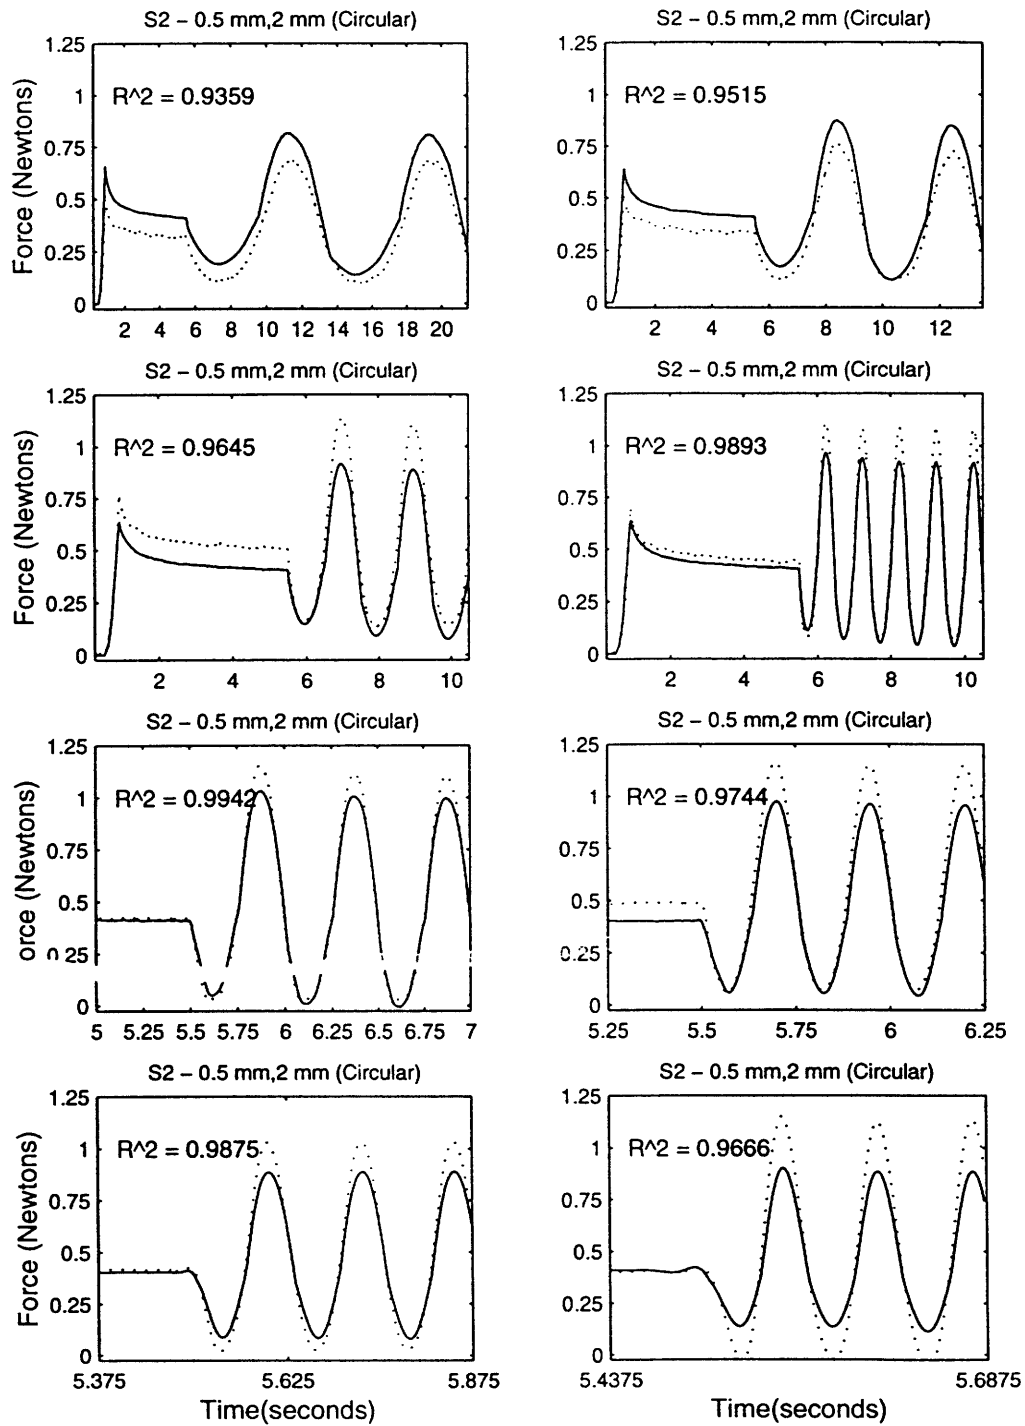 S2 – 0.5 mm,2 mm (Circular)
S2 – 0.5 mm,2 mm (Circular)
1.25
1
0.75
0.5
0.25
0
Force (Newtons)
R^2 = 0.9359
2 4 6 8 10 12 14 16 18 20
1.25
1
0.75
0.5
0.25
0
R^2 = 0.9515
2 4 6 8 10 12
S2 – 0.5 mm,2 mm (Circular)
S2 – 0.5 mm,2 mm (Circular)
1.25
1
0.75
0.5
0.25
0
Force (Newtons)
R^2 = 0.9645
2 4 6 8 10
1.25
1
0.75
0.5
0.25
0
R^2 = 0.9893
2 4 6 8 10
S2 – 0.5 mm,2 mm (Circular)
S2 – 0.5 mm,2 mm (Circular)
1.25
1
0.75
0.5
0.25
0
orce (Newtons)
R^2 = 0.9942
5 5.25 5.5 5.75 6 6.25 6.5 6.75 7
1.25
1
0.75
0.5
0.25
0
R^2 = 0.9744
5.25 5.5 5.75 6 6.25
S2 – 0.5 mm,2 mm (Circular)
S2 – 0.5 mm,2 mm (Circular)
1.25
1
0.75
0.5
0.25
0
Force (Newtons)
R^2 = 0.9875
5.375 5.625 5.875
Time(seconds)
1.25
1
0.75
0.5
0.25
0
R^2 = 0.9666
5.4375 5.6875
Time(seconds)